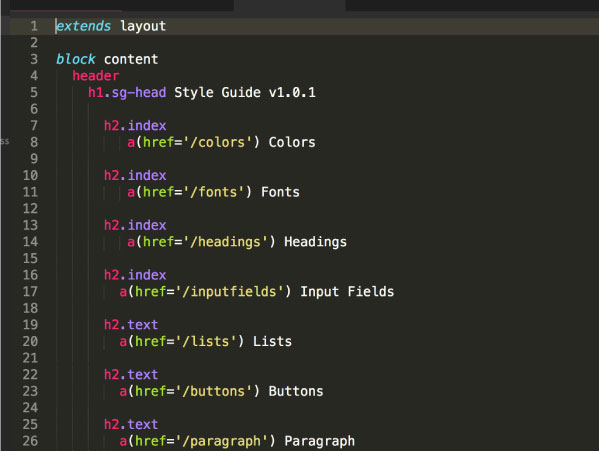 1 extends layout
2
3 block content
4 header
5 h1.sg-head Style Guide v1.0.1
6
7 h2.index
ss 8 a(href='/colors') Colors
9
10 h2.index
11 a(href='/fonts') Fonts
12
13 h2.index
14 a(href='/headings') Headings
15
16 h2.index
17 a(href='/inputfields') Input Fields
18
19 h2.text
20 a(href='/lists') Lists
21
22 h2.text
23 a(href='/buttons') Buttons
24
25 h2.text
26 a(href='/paragraph') Paragraph